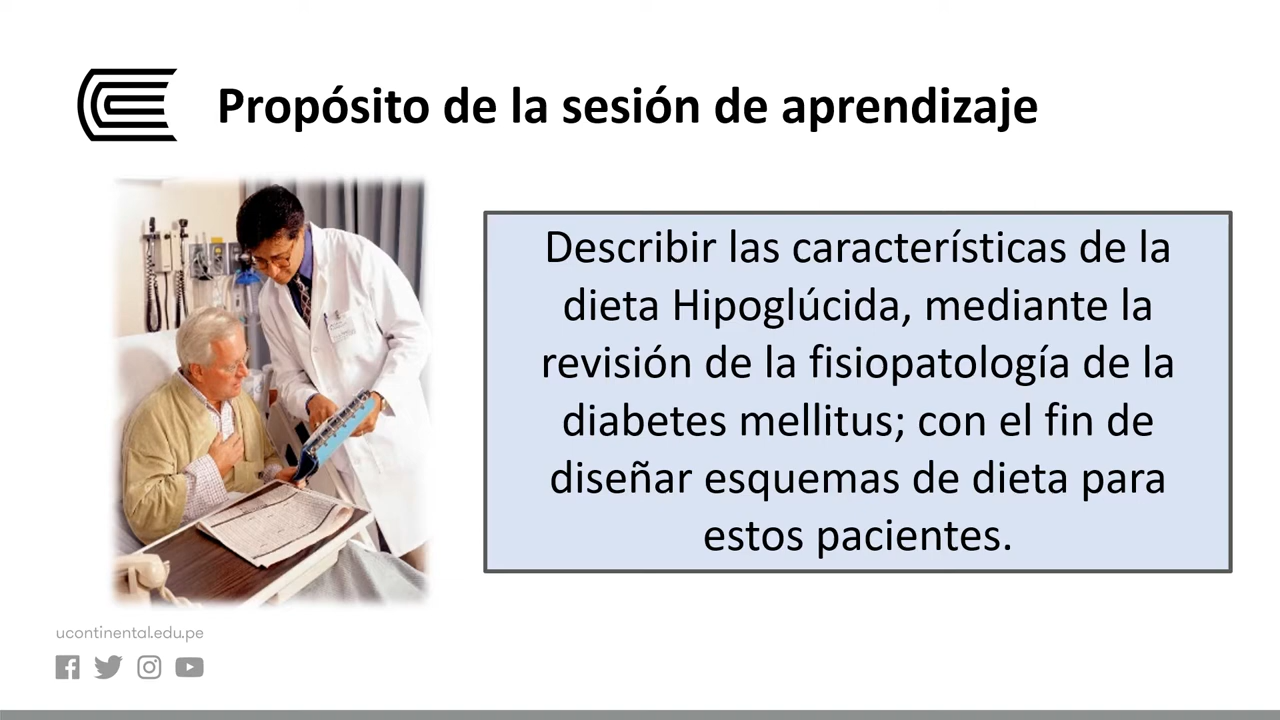 Propósito de la sesión de aprendizaje
Describir las características de la
dieta Hipoglúcida, mediante la
revisión de la fisiopatología de la
diabetes mellitus; con el fin de
diseñar esquemas de dieta para
estos pacientes.
ucontinental.edu.pe